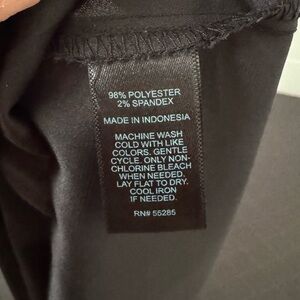 98% POLYESTER
2% SPANDEX
MADE IN INDONESIA
MACHINE WASH
COLD WITH LIKE
COLORS. GENTLE
CYCLE. ONLY NON-
CHLORINE BLEACH
WHEN NEEDED.
LAY FLAT TO DRY.
COOL IRON
IF NEEDED.
RN# 55285